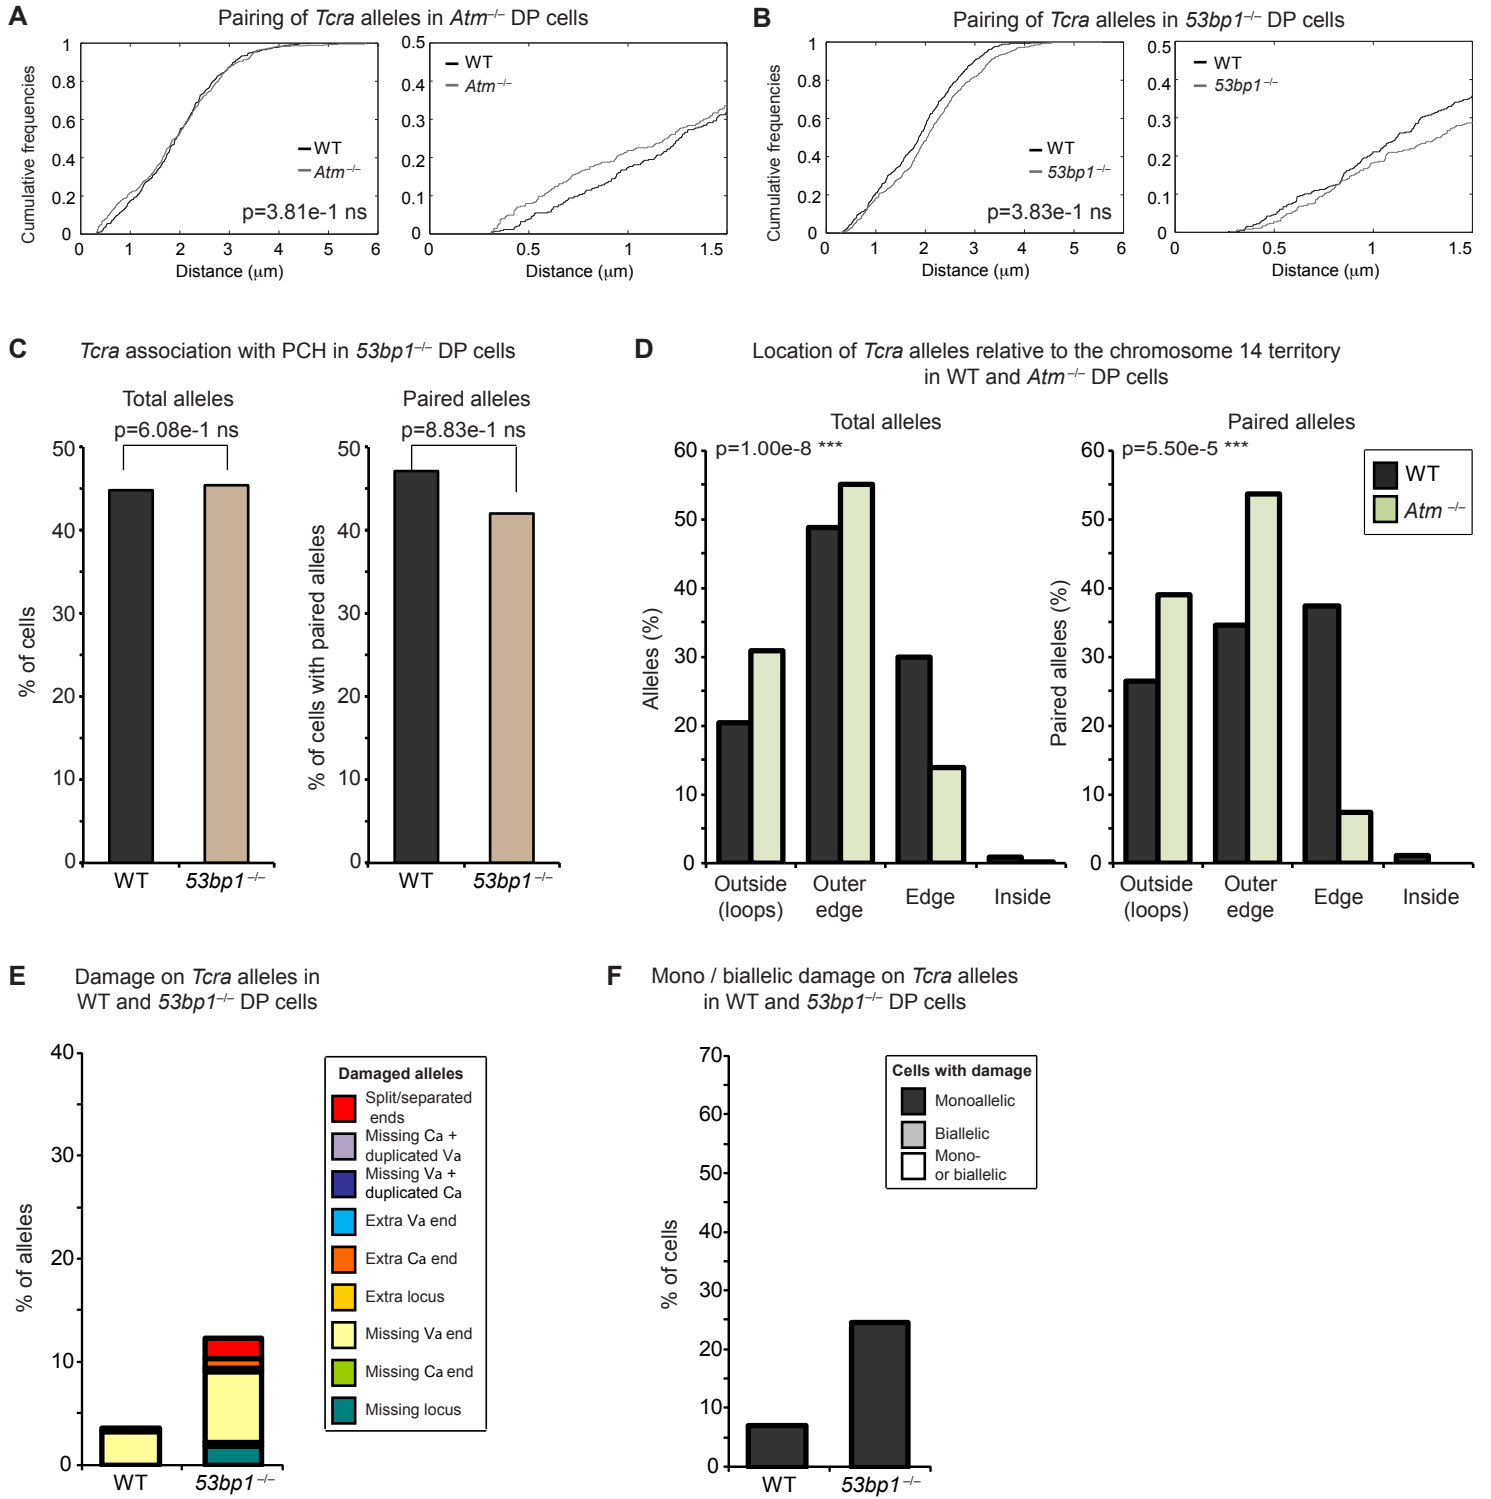 A
Pairing of Tcra alleles in Atm–/– DP cells
Cumulative frequencies
1
0.8
0.6
0.4
0.2
0
WT
Atm–/–
p=3.81e-1 ns
1
2
3
4
5
6
Distance (μm)
0.5
0.4
0.3
0.2
0.1
0
WT
Atm–/–
0
0.5
1
1.5
Distance (μm)
B
Pairing of Tcra alleles in 53bp1–/– DP cells
Cumulative frequencies
1
0.8
0.6
0.4
0.2
0
WT
53bp1–/–
p=3.83e-1 ns
0
1
2
3
4
5
6
Distance (μm)
0.5
0.4
0.3
0.2
0.1
0
WT
53bp1–/–
0
0.5
1
1.5
Distance (μm)
C
Tcra association with PCH in 53bp1–/– DP cells
Total alleles
p=6.08e-1 ns
% of cells
50
40
30
20
10
0
WT
53bp1–/–
Paired alleles
p=8.83e-1 ns
% of cells with paired alleles
50
40
30
20
10
0
WT
53bp1–/–
D
Location of Tcra alleles relative to the chromosome 14 territory
in WT and Atm–/– DP cells
Total alleles
p=1.00e-8 ***
Alleles (%)
60
50
40
30
20
10
0
Outside
(loops)
Outer
edge
Edge
Inside
Paired alleles
p=5.50e-5 ***
Paired alleles (%)
60
50
40
30
20
10
0
Outside
(loops)
Outer
edge
Edge
Inside
WT
Atm –/–
E
Damage on Tcra alleles in
WT and 53bp1–/– DP cells
% of alleles
40
30
20
10
0
WT
53bp1–/–
Damaged alleles
Split/separated
ends
Missing Ca +
duplicated Va
Missing Va +
duplicated Ca
Extra Va end
Extra Ca end
Extra locus
Missing Va end
Missing Ca end
Missing locus
F
Mono / biallelic damage on Tcra alleles
in WT and 53bp1–/– DP cells
% of cells
70
60
50
40
30
20
10
0
WT
53bp1–/–
Cells with damage
Monoallelic
Biallelic
Mono-
or biallelic